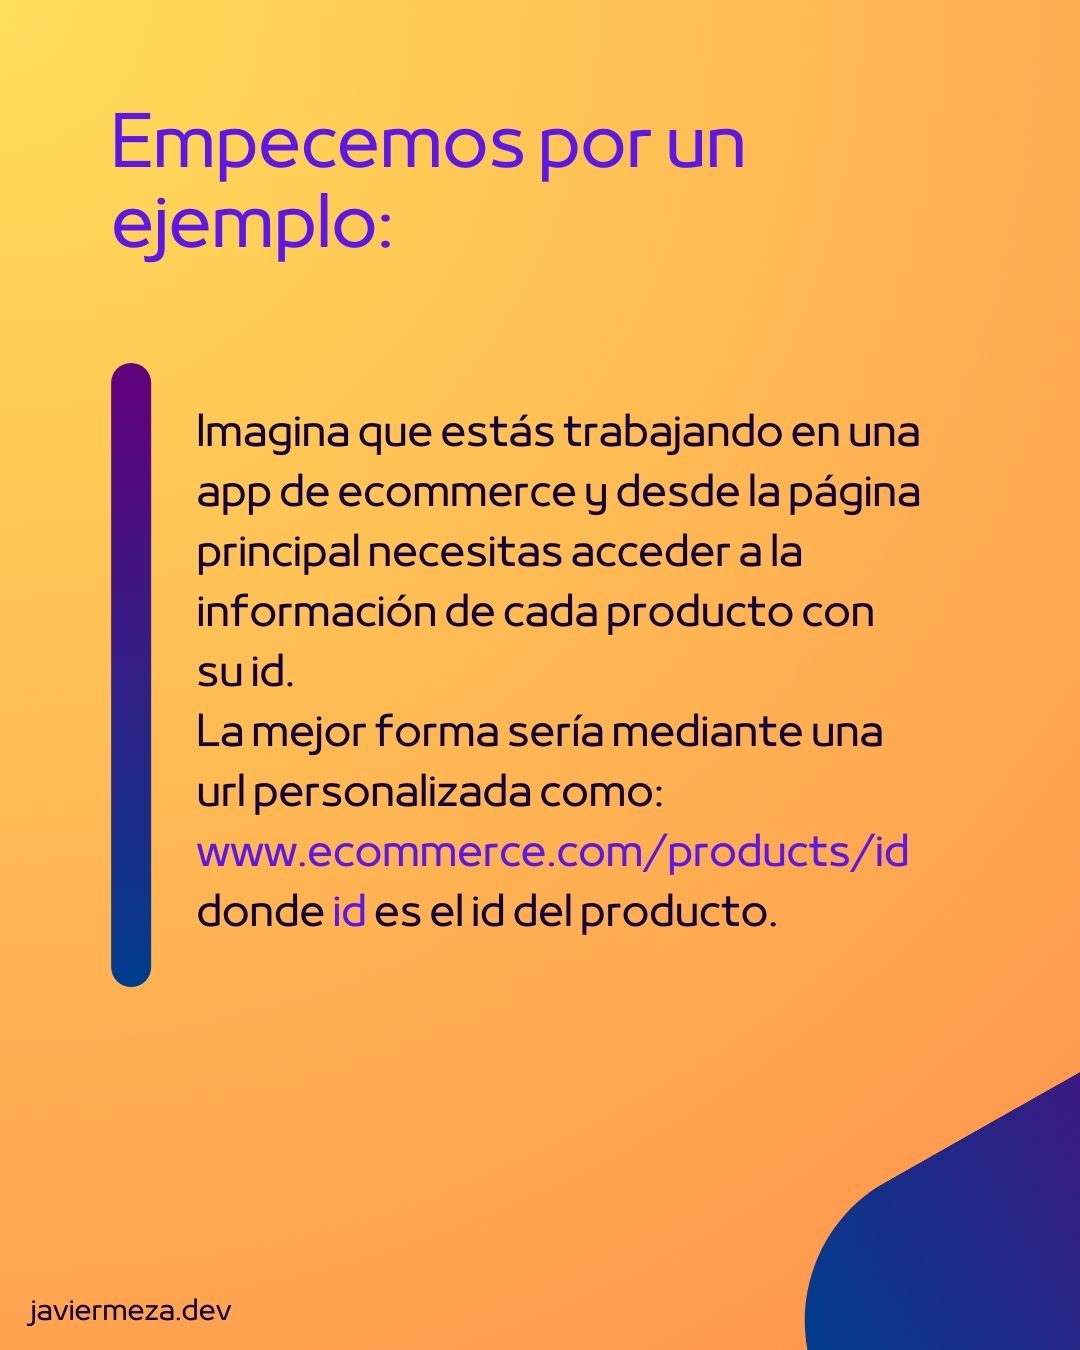 Empecemos por un
ejemplo:
Imagina que estás trabajando en una
app de ecommerce y desde la página
principal necesitas acceder a la
información de cada producto con
su id.
La mejor forma sería mediante una
url personalizada como:
www.ecommerce.com/products/id
donde id es el id del producto.
javiermeza.dev